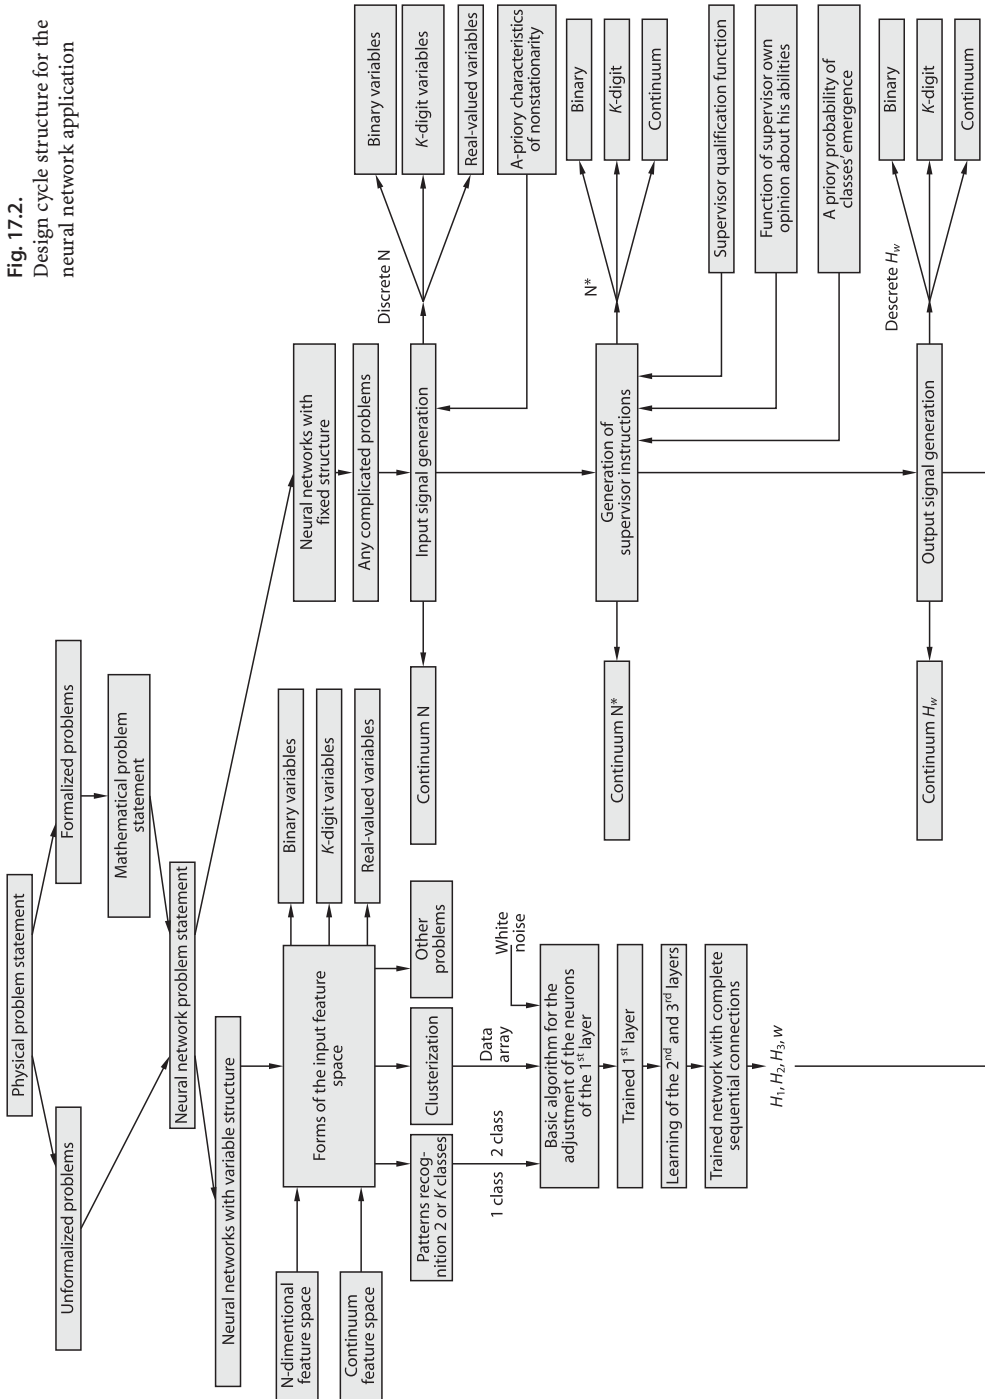 Fig. 17.2.
Design cycle structure for the
neural network application
Physical problem statement
Unformalized problems
Formalized problems
Mathematical problem
statement
Neural network problem statement
Neural networks with variable structure
Neural networks with
fixed structure
N-dimentional
feature space
Continuum
feature space
Forms of the input feature
space
Binary variables
K-digit variables
Real-valued variables
Patterns recog-
nition 2 or K classes
Clusterization
Other
problems
1 class
2 class
Data
array
White
noise
Basic algorithm for the
adjustment of the neurons
of the 1st layer
Trained 1st layer
Learning of the 2nd and 3rd layers
Trained network with complete
sequential connections
H1, H2, H3, w
Any complicated problems
Input signal generation
Continuum N
Discrete N
Binary variables
K-digit variables
Real-valued variables
A-priory characteristics
of nonstationarity
Generation of
supervisor instructions
Continuum N*
N*
Binary
K-digit
Continuum
Supervisor qualification function
Function of supervisor own
opinion about his abilities
A priory probability of
classes' emergence
Output signal generation
Continuum Hw
Descrete Hw
Binary
K-digit
Continuum